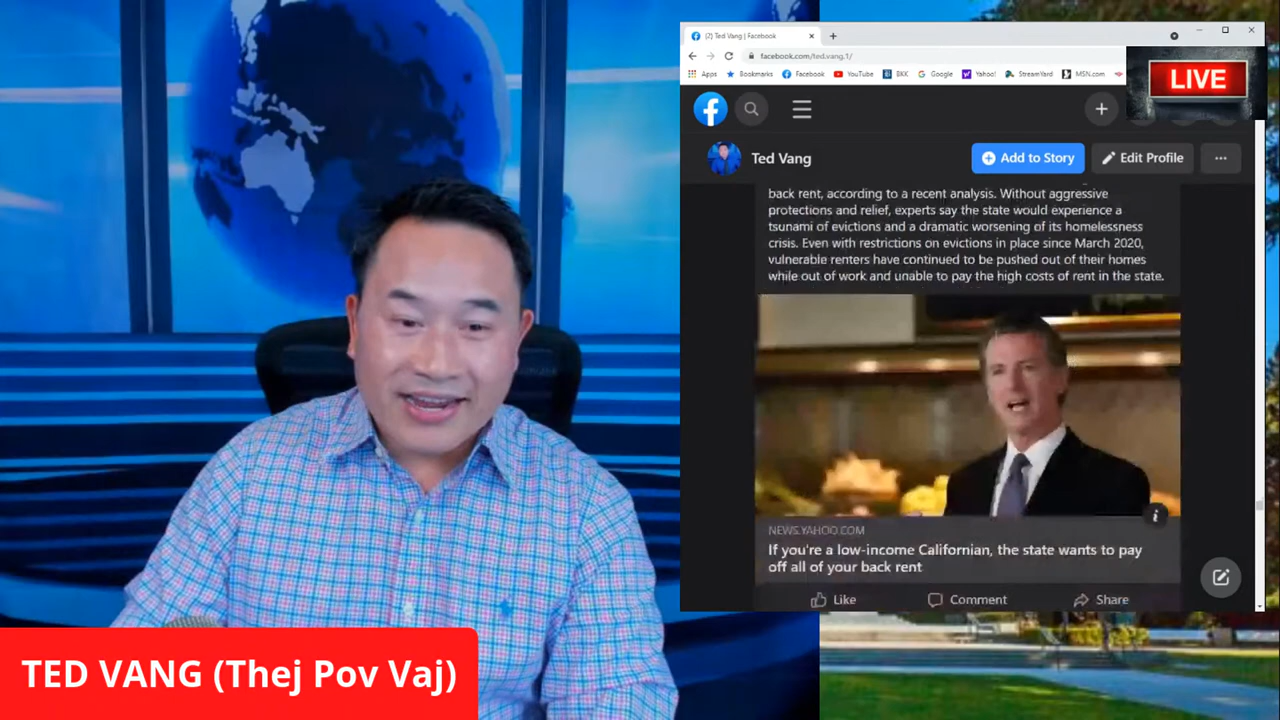 (2) Ted Vang | Facebook
facebook.com/ted.vang.1/
Apps Bookmarks Facebook YouTube BKK Google Yahoo! StreamYard MSN.com
LIVE
Ted Vang
Add to Story
Edit Profile
back rent, according to a recent analysis. Without aggressive
protections and relief, experts say the state would experience a
tsunami of evictions and a dramatic worsening of its homelessness
crisis. Even with restrictions on evictions in place since March 2020,
vulnerable renters have continued to be pushed out of their homes
while out of work and unable to pay the high costs of rent in the state.
NEWS.YAHOO.COM
If you're a low-income Californian, the state wants to pay
off all of your back rent
Like Comment Share
TED VANG (Thej Pov Vaj)